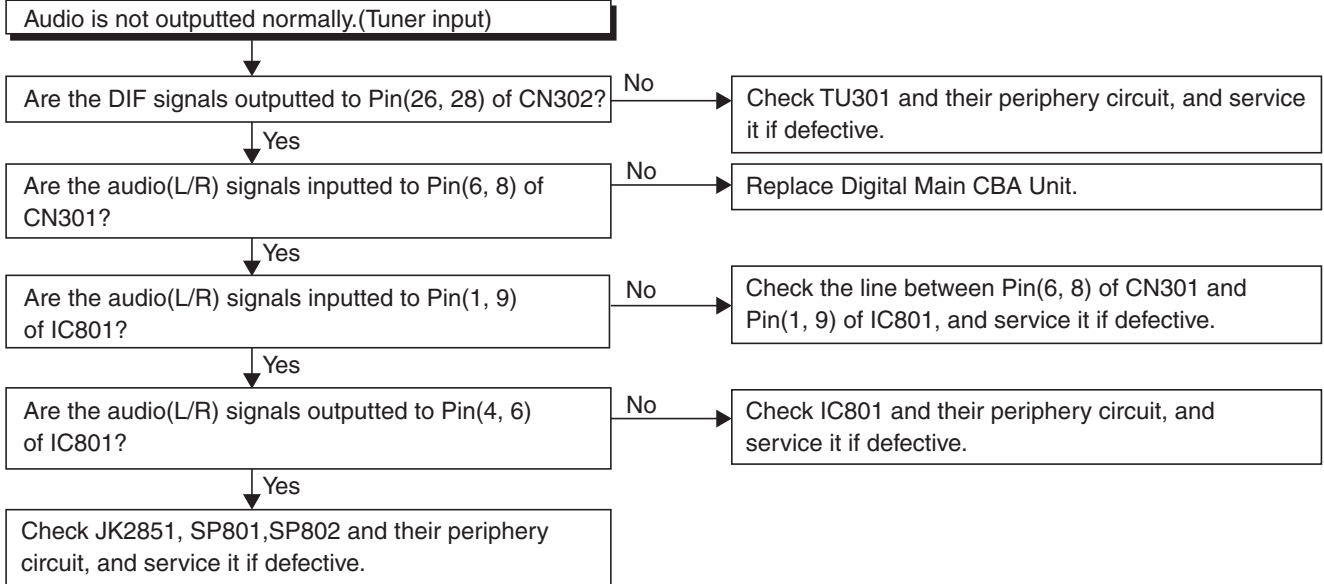 Audio is not outputted normally.(Tuner input)
Are the DIF signals outputted to Pin(26, 28) of CN302?
No
Check TU301 and their periphery circuit, and service
it if defective.
Yes
Are the audio(L/R) signals inputted to Pin(6, 8) of
CN301?
No
Replace Digital Main CBA Unit.
Yes
Are the audio(L/R) signals inputted to Pin(1, 9)
of IC801?
No
Check the line between Pin(6, 8) of CN301 and
Pin(1, 9) of IC801, and service it if defective.
Yes
Are the audio(L/R) signals outputted to Pin(4, 6)
of IC801?
No
Check IC801 and their periphery circuit, and
service it if defective.
Yes
Check JK2851, SP801,SP802 and their periphery
circuit, and service it if defective.